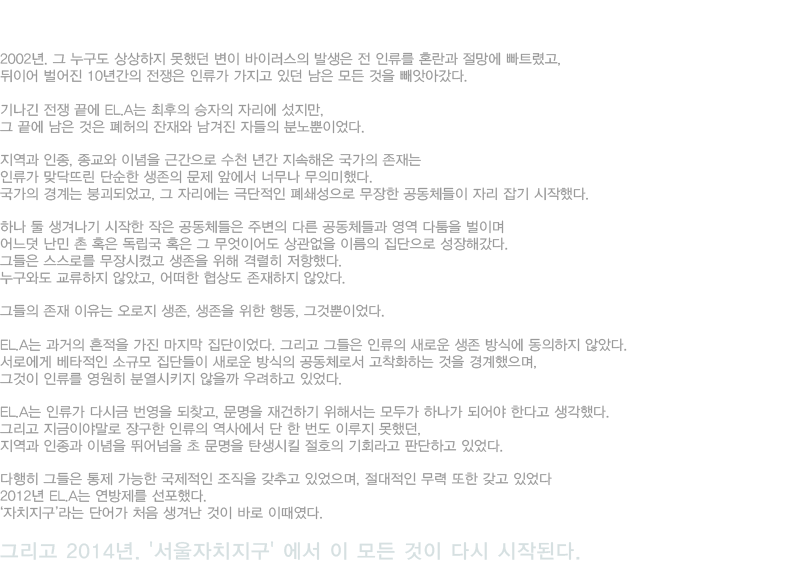 2002년. 그 누구도 상상하지 못했던 변이 바이러스의 발생은 전 인류를 혼란과 절망에 빠트렸고,
뒤이어 벌어진 10년간의 전쟁은 인류가 가지고 있던 남은 모든 것을 빼앗아갔다.
기나긴 전쟁 끝에 EL.A는 최후의 승자의 자리에 섰지만,
그 끝에 남은 것은 폐허의 잔재와 남겨진 자들의 분노뿐이었다.
지역과 인종, 종교와 이념을 근간으로 수천 년간 지속해온 국가의 존재는
인류가 맞닥뜨린 단순한 생존의 문제 앞에서 너무나 무의미했다.
국가의 경계는 붕괴되었고, 그 자리에는 극단적인 폐쇄성으로 무장한 공동체들이 자리 잡기 시작했다.
하나 둘 생겨나기 시작한 작은 공동체들은 주변의 다른 공동체들과 영역 다툼을 벌이며
어느덧 난민 촌 혹은 독립국 혹은 그 무엇이어도 상관없을 이름의 집단으로 성장해갔다.
그들은 스스로를 무장시켰고 생존을 위해 격렬히 저항했다.
누구와도 교류하지 않았고, 어떠한 협상도 존재하지 않았다.
그들의 존재 이유는 오로지 생존, 생존을 위한 행동, 그것뿐이었다.
EL.A는 과거의 흔적을 가진 마지막 집단이었다. 그리고 그들은 인류의 새로운 생존 방식에 동의하지 않았다.
서로에게 베타적인 소규모 집단들이 새로운 방식의 공동체로서 고착화하는 것을 경계했으며,
그것이 인류를 영원히 분열시키지 않을까 우려하고 있었다.
EL.A는 인류가 다시금 번영을 되찾고, 문명을 재건하기 위해서는 모두가 하나가 되어야 한다고 생각했다.
그리고 지금이야말로 장구한 인류의 역사에서 단 한 번도 이루지 못했던,
지역과 인종과 이념을 뛰어넘을 초 문명을 탄생시킬 절호의 기회라고 판단하고 있었다.
다행히 그들은 통제 가능한 국제적인 조직을 갖추고 있었으며, 절대적인 무력 또한 갖고 있었다
2012년 EL.A는 연방제를 선포했다.
'자치지구'라는 단어가 처음 생겨난 것이 바로 이때였다.
그리고 2014년. '서울자치지구' 에서 이 모든 것이 다시 시작된다.